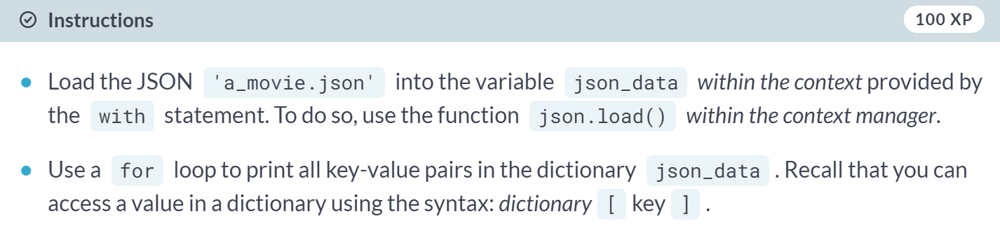 Instructions
100 XP
Load the JSON 'a_movie.json' into the variable json_data within the context provided by
the with statement. To do so, use the function json.load() within the context manager.
Use a for loop to print all key-value pairs in the dictionary json_data . Recall that you can
access a value in a dictionary using the syntax: dictionary [ key ] .